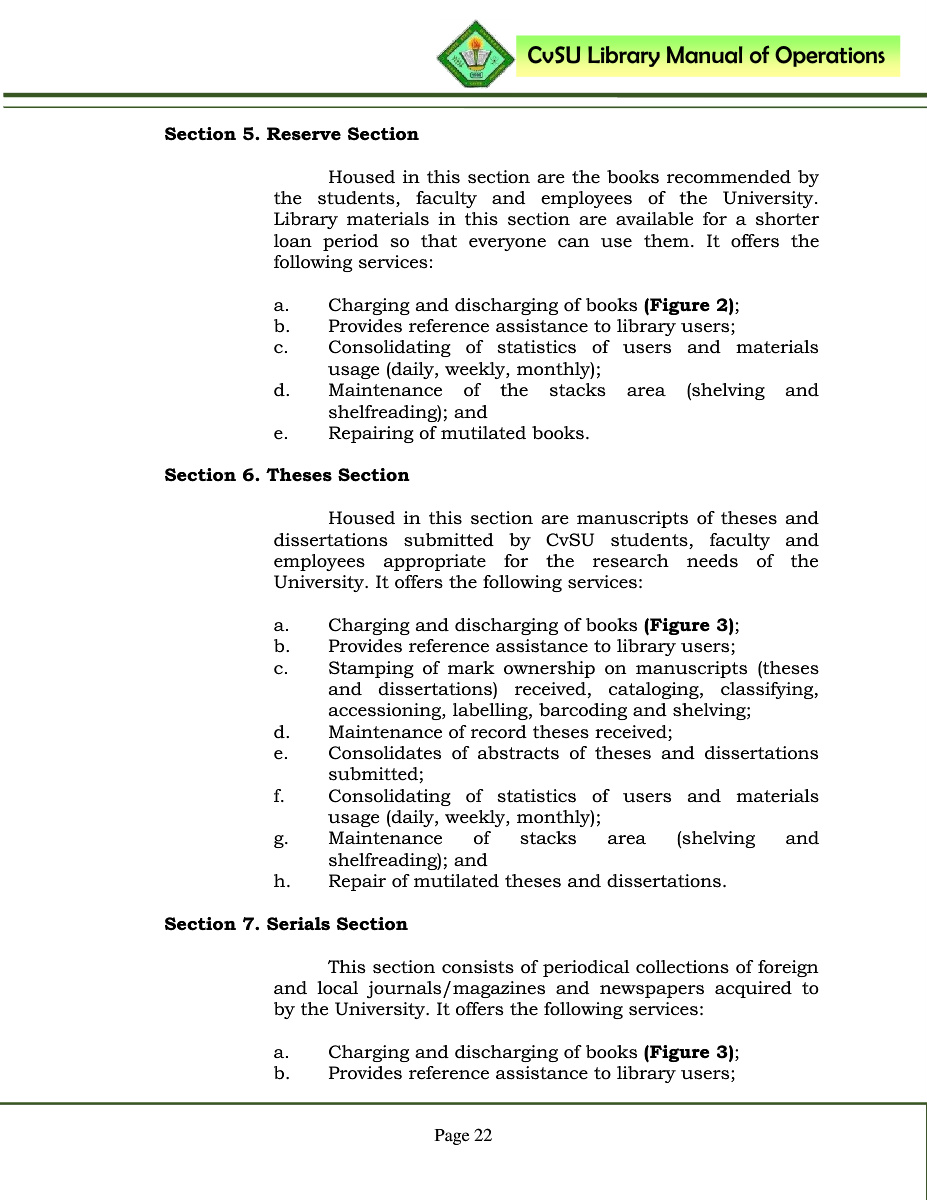 CvSU Library Manual of Operations
Section 5. Reserve Section
Housed in this section are the books recommended by
the students, faculty and employees of the University.
Library materials in this section are available for a shorter
loan period so that everyone can use them. It offers the
following services:
a. Charging and discharging of books (Figure 2);
b. Provides reference assistance to library users;
c. Consolidating of statistics of users and materials
usage (daily, weekly, monthly);
d. Maintenance of the stacks area (shelving and
shelfreading); and
e. Repairing of mutilated books.
Section 6. Theses Section
Housed in this section are manuscripts of theses and
dissertations submitted by CvSU students, faculty and
employees appropriate for the research needs of the
University. It offers the following services:
a. Charging and discharging of books (Figure 3);
b. Provides reference assistance to library users;
c. Stamping of mark ownership on manuscripts (theses
and dissertations) received, cataloging, classifying,
accessioning, labelling, barcoding and shelving;
d. Maintenance of record theses received;
e. Consolidates of abstracts of theses and dissertations
submitted;
f. Consolidating of statistics of users and materials
usage (daily, weekly, monthly);
g. Maintenance of stacks area (shelving and
shelfreading); and
h. Repair of mutilated theses and dissertations.
Section 7. Serials Section
This section consists of periodical collections of foreign
and local journals/magazines and newspapers acquired to
by the University. It offers the following services:
a. Charging and discharging of books (Figure 3);
b. Provides reference assistance to library users;
Page 22